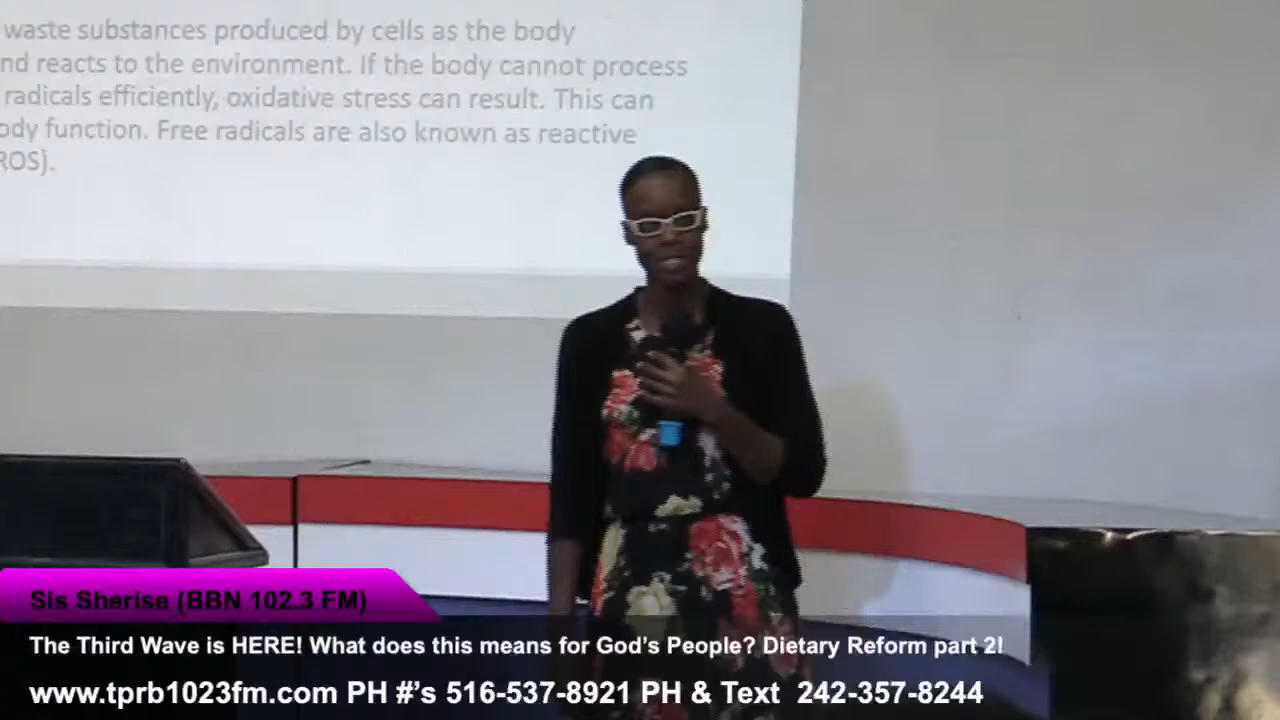 waste substances produced by cells as the body
nd reacts to the environment. If the body cannot process
radicals efficiently, oxidative stress can result. This can
ody function. Free radicals are also known as reactive
ROS).
Sis Sherise (BBN 102.3 FM)
The Third Wave is HERE! What does this means for God's People? Dietary Reform part 2!
www.tprb1023fm.com PH #'s 516-537-8921 PH & Text 242-357-8244